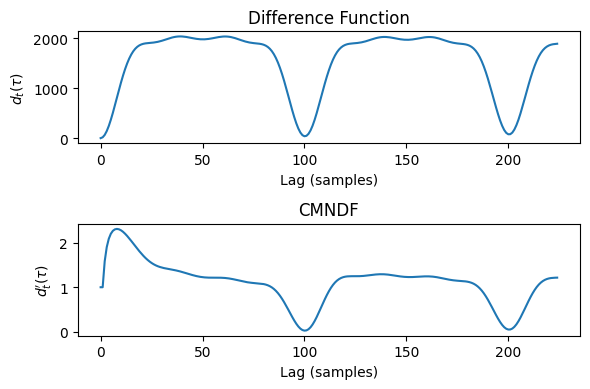 Difference Function
2000
1000
0
d_t(τ)
0 50 100 150 200
Lag (samples)
CMNDF
2
1
0
d′_t(τ)
0 50 100 150 200
Lag (samples)